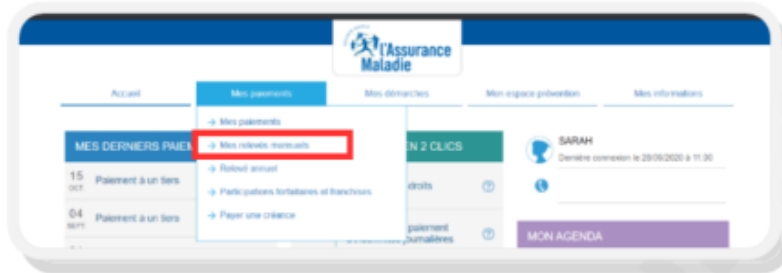 l'Assurance
Maladie
Accueil
Mes paiements
Mes démarches
Mon espace prévention
Mes informations
→ Mes paiements
→ Mes relevés mensuels
→ Relevé annuel
→ Participations forfaitaires et franchises
→ Payer une créance
MES DERNIERS PAIEM
15 Paiement à un tiers
OCT.
04 Paiement à un tiers
SEPT.
EN 2 CLICS
droits
paiement
journalières
SARAH
Dernière connexion le 28/09/2020 à 11:00
MON AGENDA